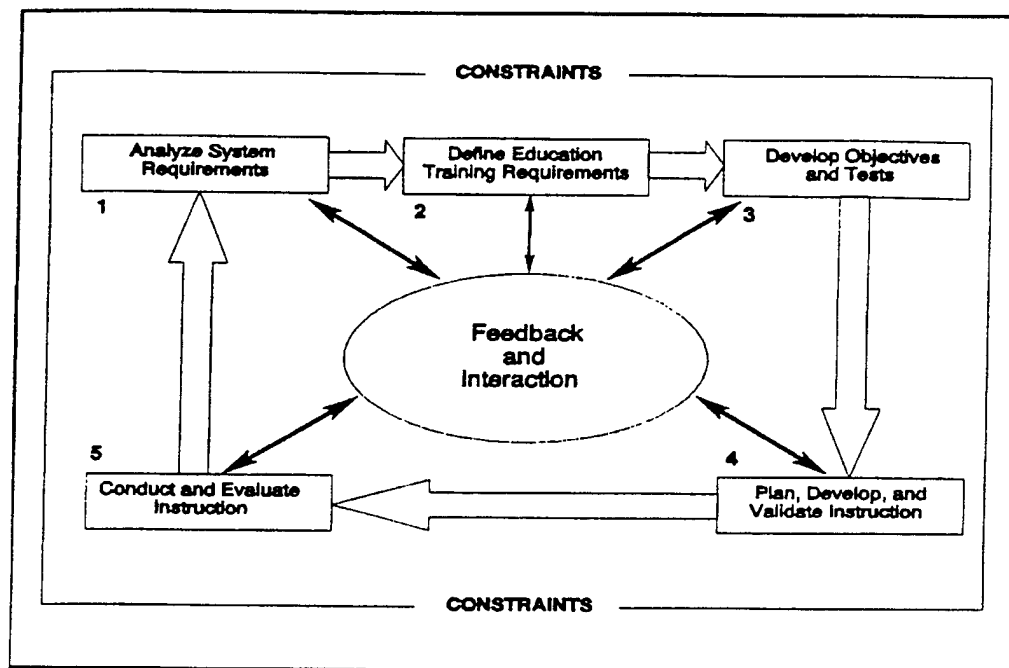 CONSTRAINTS
Analyze System
Requirements
1
Define Education
Training Requirements
2
Develop Objectives
and Tests
3
Feedback
and
Interaction
5
Conduct and Evaluate
Instruction
4
Plan, Develop, and
Validate Instruction
CONSTRAINTS